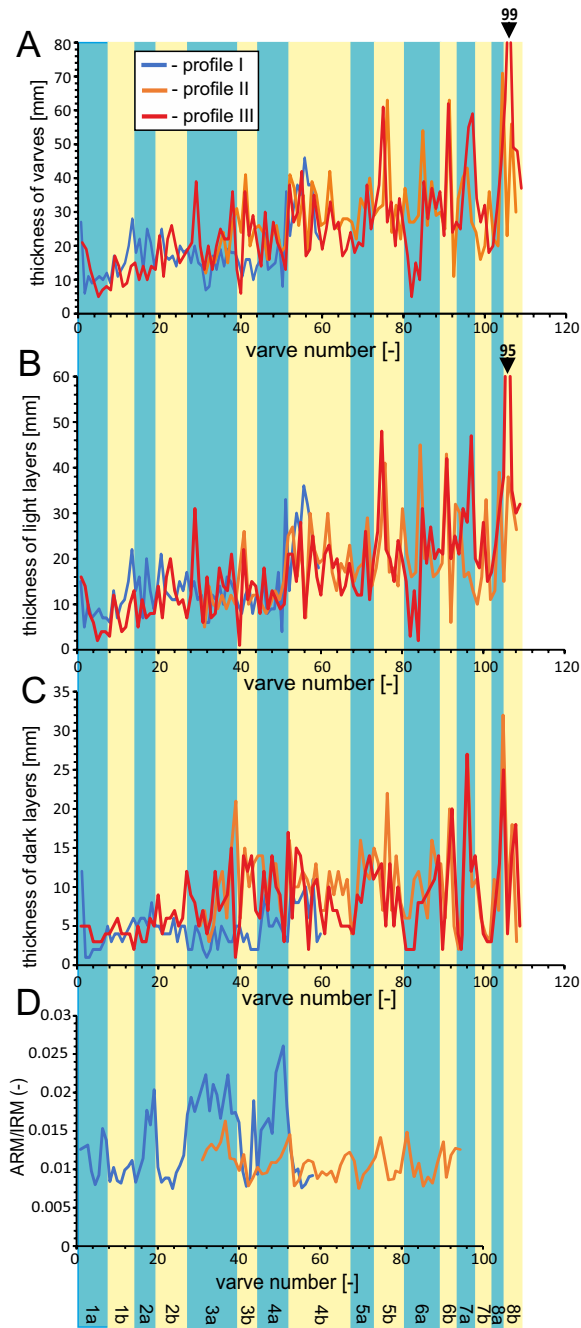 99
A
80
70
60
50
40
30
20
10
0
thickness of varves [mm]
- profile I
- profile II
- profile III
0 20 40 60 80 100 120
varve number [-]
95
B
60
50
40
30
20
10
0
thickness of light layers [mm]
0 20 40 60 80 100 120
varve number [-]
C
35
30
25
20
15
10
5
0
thickness of dark layers [mm]
0 20 40 60 80 100 120
varve number [-]
D
0.03
0.025
0.02
0.015
0.01
0.005
0
ARM/IRM (-)
0 20 40 60 80 100
varve number [-]
1a 1b 2a 2b 3a 3b 4a 4b 5a 5b 6a 6b 7a 7b 8a 8b